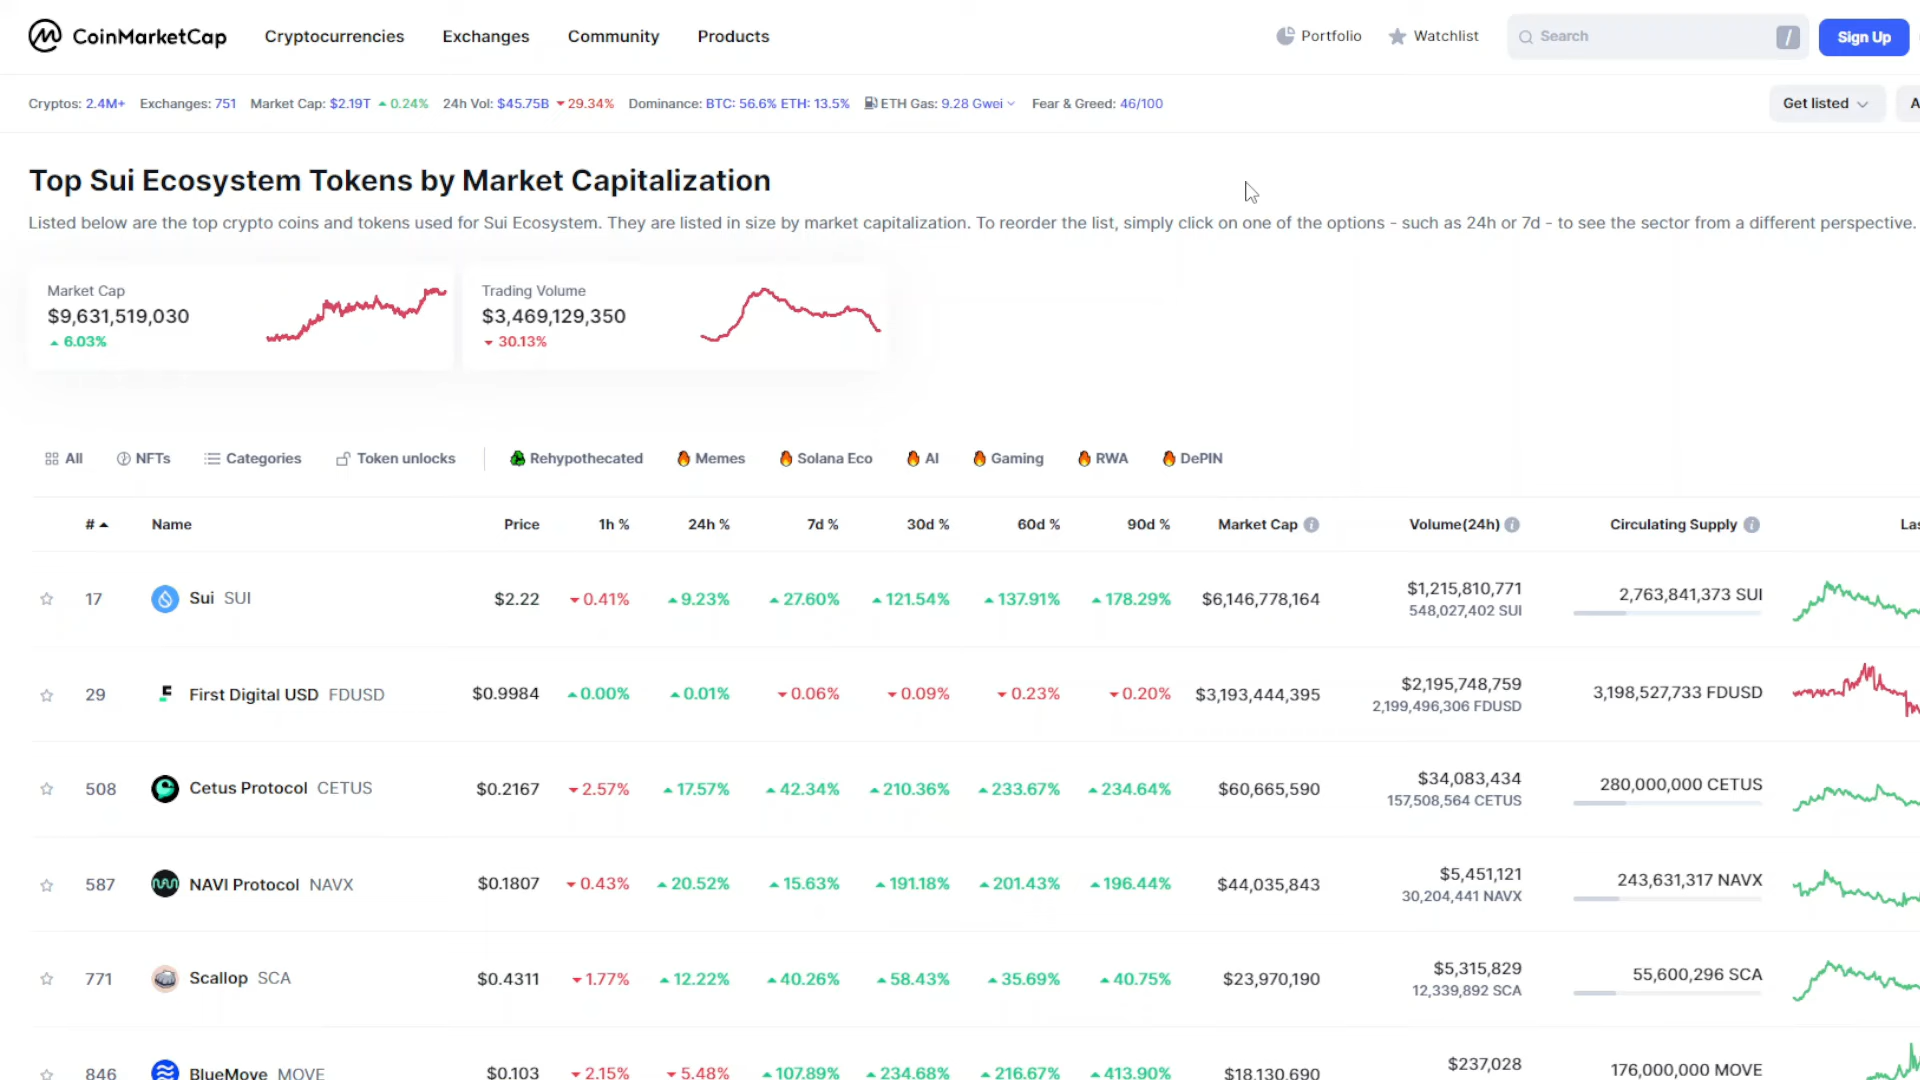 CoinMarketCap Cryptocurrencies Exchanges Community Products Portfolio Watchlist Search / Sign Up
Cryptos: 2.4M+ Exchanges: 751 Market Cap: $2.19T 0.24% 24h Vol: $45.75B 29.34% Dominance: BTC: 56.6% ETH: 13.5% ETH Gas: 9.28 Gwei Fear & Greed: 46/100 Get listed A
Top Sui Ecosystem Tokens by Market Capitalization
Listed below are the top crypto coins and tokens used for Sui Ecosystem. They are listed in size by market capitalization. To reorder the list, simply click on one of the options - such as 24h or 7d - to see the sector from a different perspective.
Market Cap Trading Volume
$9,631,519,030 $3,469,129,350
6.03% 30.13%
All NFTs Categories Token unlocks Rehypothecated Memes Solana Eco AI Gaming RWA DePIN
# Name Price 1h % 24h % 7d % 30d % 60d % 90d % Market Cap Volume(24h) Circulating Supply Las
17 Sui SUI $2.22 0.41% 9.23% 27.60% 121.54% 137.91% 178.29% $6,146,778,164 $1,215,810,771 2,763,841,373 SUI
548,027,402 SUI
29 First Digital USD FDUSD $0.9984 0.00% 0.01% 0.06% 0.09% 0.23% 0.20% $3,193,444,395 $2,195,748,759 3,198,527,733 FDUSD
2,199,496,306 FDUSD
508 Cetus Protocol CETUS $0.2167 2.57% 17.57% 42.34% 210.36% 233.67% 234.64% $60,665,590 $34,083,434 280,000,000 CETUS
157,508,564 CETUS
587 NAVI Protocol NAVX $0.1807 0.43% 20.52% 15.63% 191.18% 201.43% 196.44% $44,035,843 $5,451,121 243,631,317 NAVX
30,204,441 NAVX
771 Scallop SCA $0.4311 1.77% 12.22% 40.26% 58.43% 35.69% 40.75% $23,970,190 $5,315,829 55,600,296 SCA
12,339,892 SCA
846 BlueMove MOVE $0.103 2.15% 5.48% 107.89% 234.68% 216.67% 413.90% $18,130,690 $237,028 176,000,000 MOVE